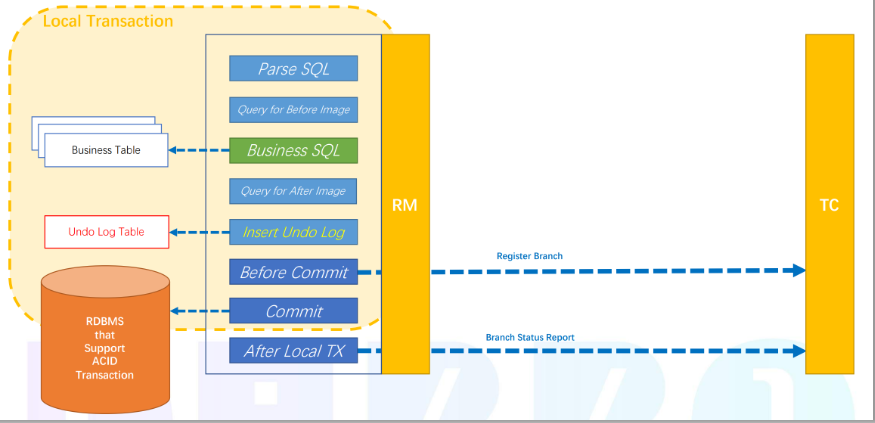 Local Transaction
Parse SQL
Query for Before Image
Business Table
Business SQL
Query for After Image
RM
TC
Undo Log Table
Insert Undo Log
Register Branch
Before Commit
RDBMS
that
Support
ACID
Transaction
Commit
Branch Status Report
After Local TX